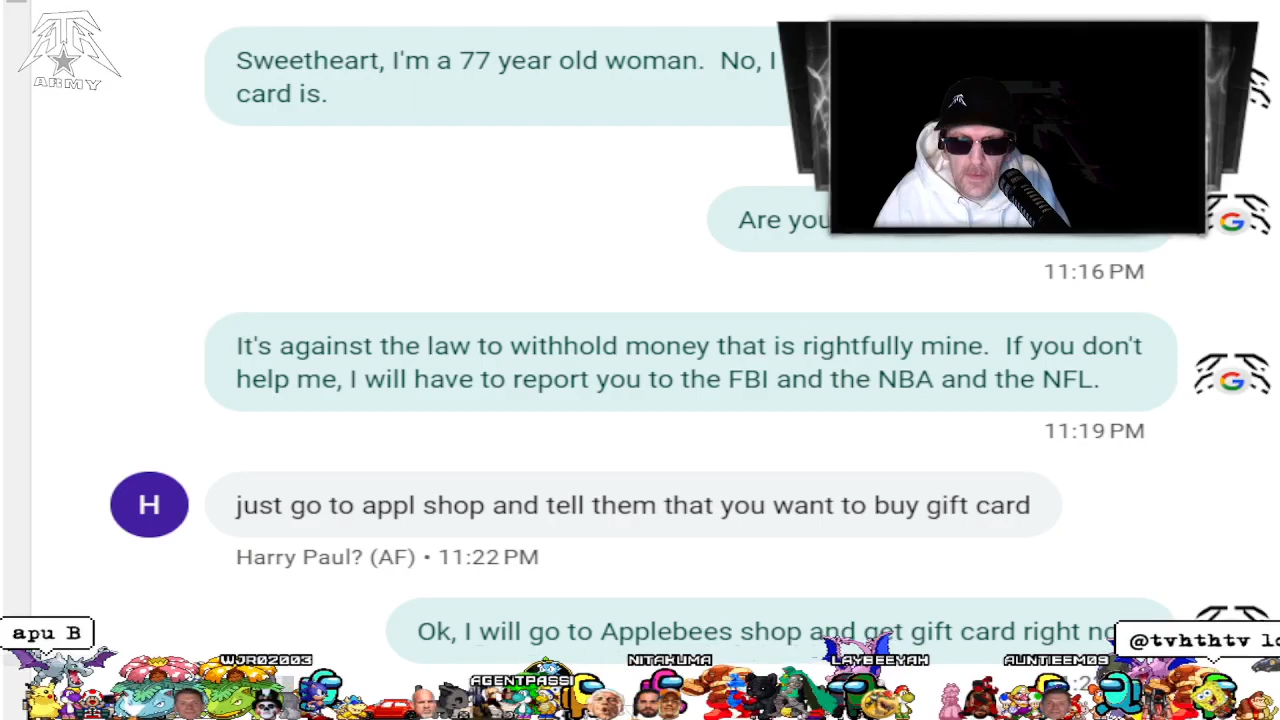 ARMY
Sweetheart, I'm a 77 year old woman. No, I
card is.
Are you
11:16 PM
It's against the law to withhold money that is rightfully mine. If you don't
help me, I will have to report you to the FBI and the NBA and the NFL.
11:19 PM
H
just go to appl shop and tell them that you want to buy gift card
Harry Paul? (AF) • 11:22 PM
Ok, I will go to Applebees shop and get gift card right
apu B
@tvhthtv lo
WJR02003
NITAKUMA
LAYBEEYAH
AUNTIEEM09
AGENTPASSI